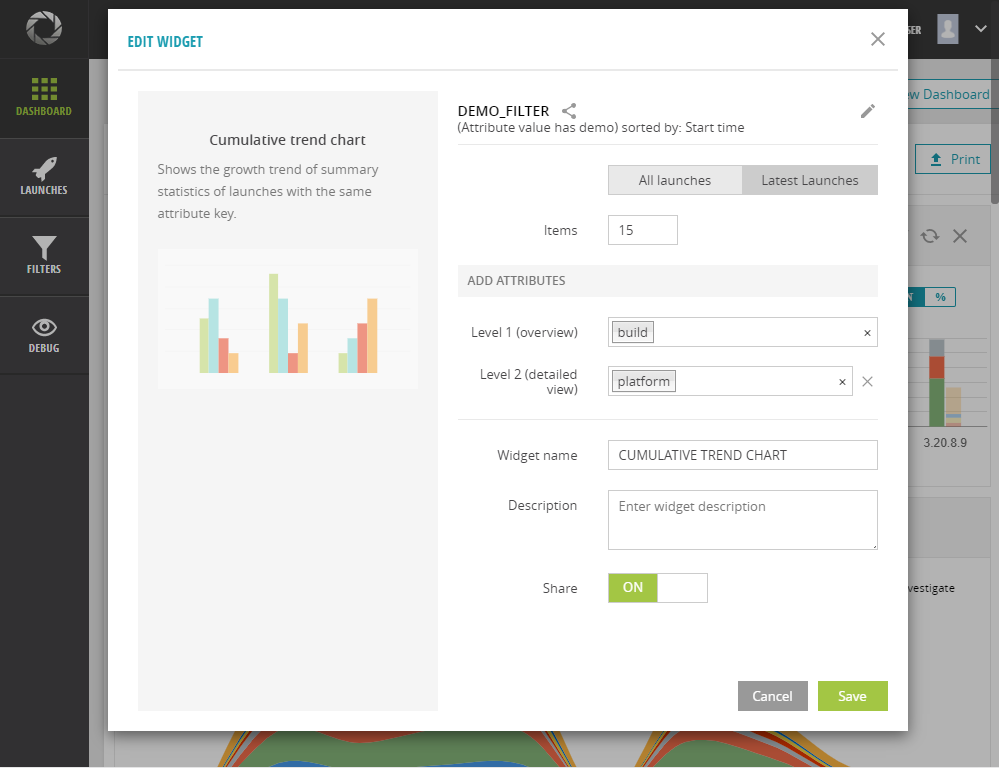 EDIT WIDGET
DASHBOARD
LAUNCHES
FILTERS
DEBUG
Cumulative trend chart
Shows the growth trend of summary
statistics of launches with the same
attribute key.
DEMO_FILTER
(Attribute value has demo) sorted by: Start time
All launches
Latest Launches
Items
15
ADD ATTRIBUTES
Level 1 (overview)
build
×
Level 2 (detailed
view)
platform
×
Widget name
CUMULATIVE TREND CHART
Description
Enter widget description
Share
ON
Cancel
Save
Dashboard
Print
%
3.20.8.9